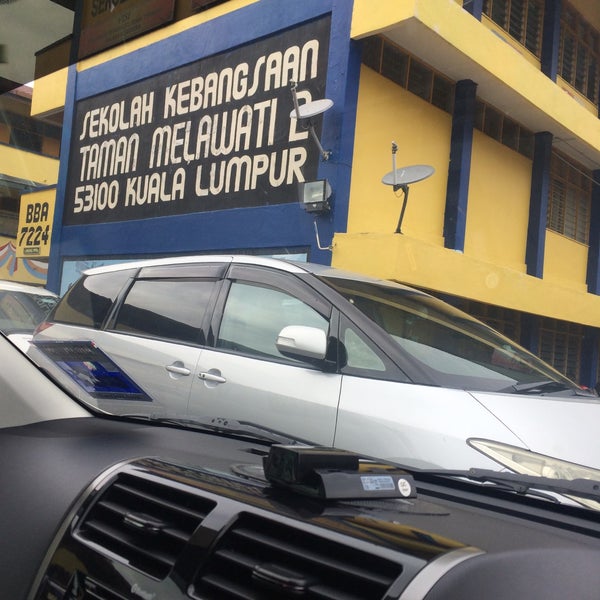 SEKOLAH KEBANGSAAN
TAMAN MELAWATI 2
53100 KUALA LUMPUR
BBA
7224